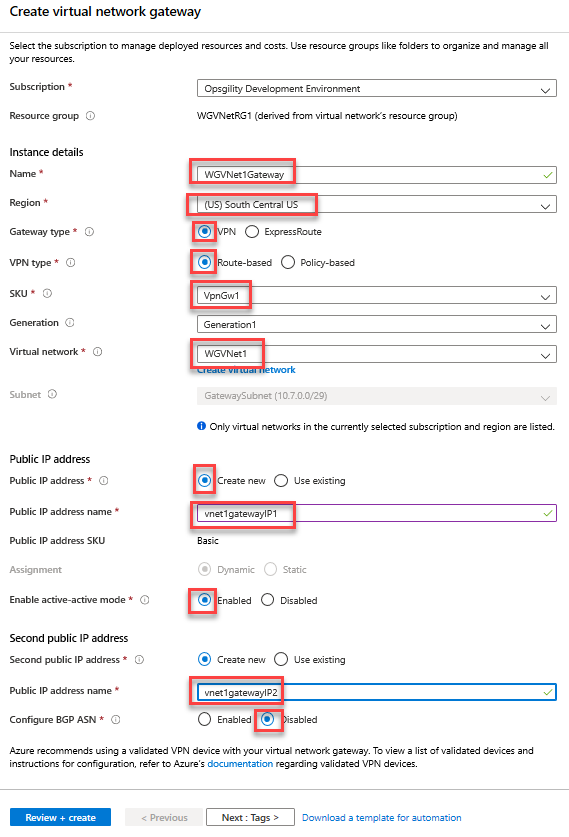 Create virtual network gateway
Select the subscription to manage deployed resources and costs. Use resource groups like folders to organize and manage all
your resources.
Subscription * Opsgility Development Environment
Resource group WGVNetRG1 (derived from virtual network's resource group)
Instance details
Name * WGVNet1Gateway
Region * (US) South Central US
Gateway type * VPN ExpressRoute
VPN type * Route-based Policy-based
SKU * VpnGw1
Generation Generation1
Virtual network * WGVNet1
Create virtual network
Subnet GatewaySubnet (10.7.0.0/29)
Only virtual networks in the currently selected subscription and region are listed.
Public IP address
Public IP address * Create new Use existing
Public IP address name * vnet1gatewayIP1
Public IP address SKU Basic
Assignment Dynamic Static
Enable active-active mode * Enabled Disabled
Second public IP address
Second public IP address * Create new Use existing
Public IP address name * vnet1gatewayIP2
Configure BGP ASN * Enabled Disabled
Azure recommends using a validated VPN device with your virtual network gateway. To view a list of validated devices and
instructions for configuration, refer to Azure's documentation regarding validated VPN devices.
Review + create < Previous Next : Tags > Download a template for automation